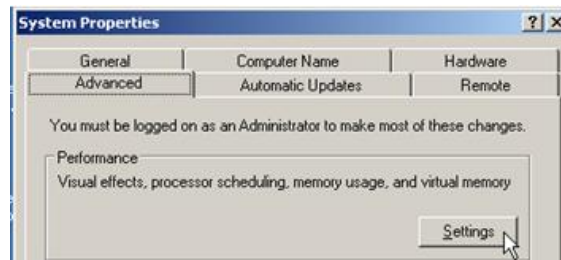 System Properties
General Computer Name Hardware
Advanced Automatic Updates Remote
You must be logged on as an Administrator to make most of these changes.
Performance
Visual effects, processor scheduling, memory usage, and virtual memory
Settings